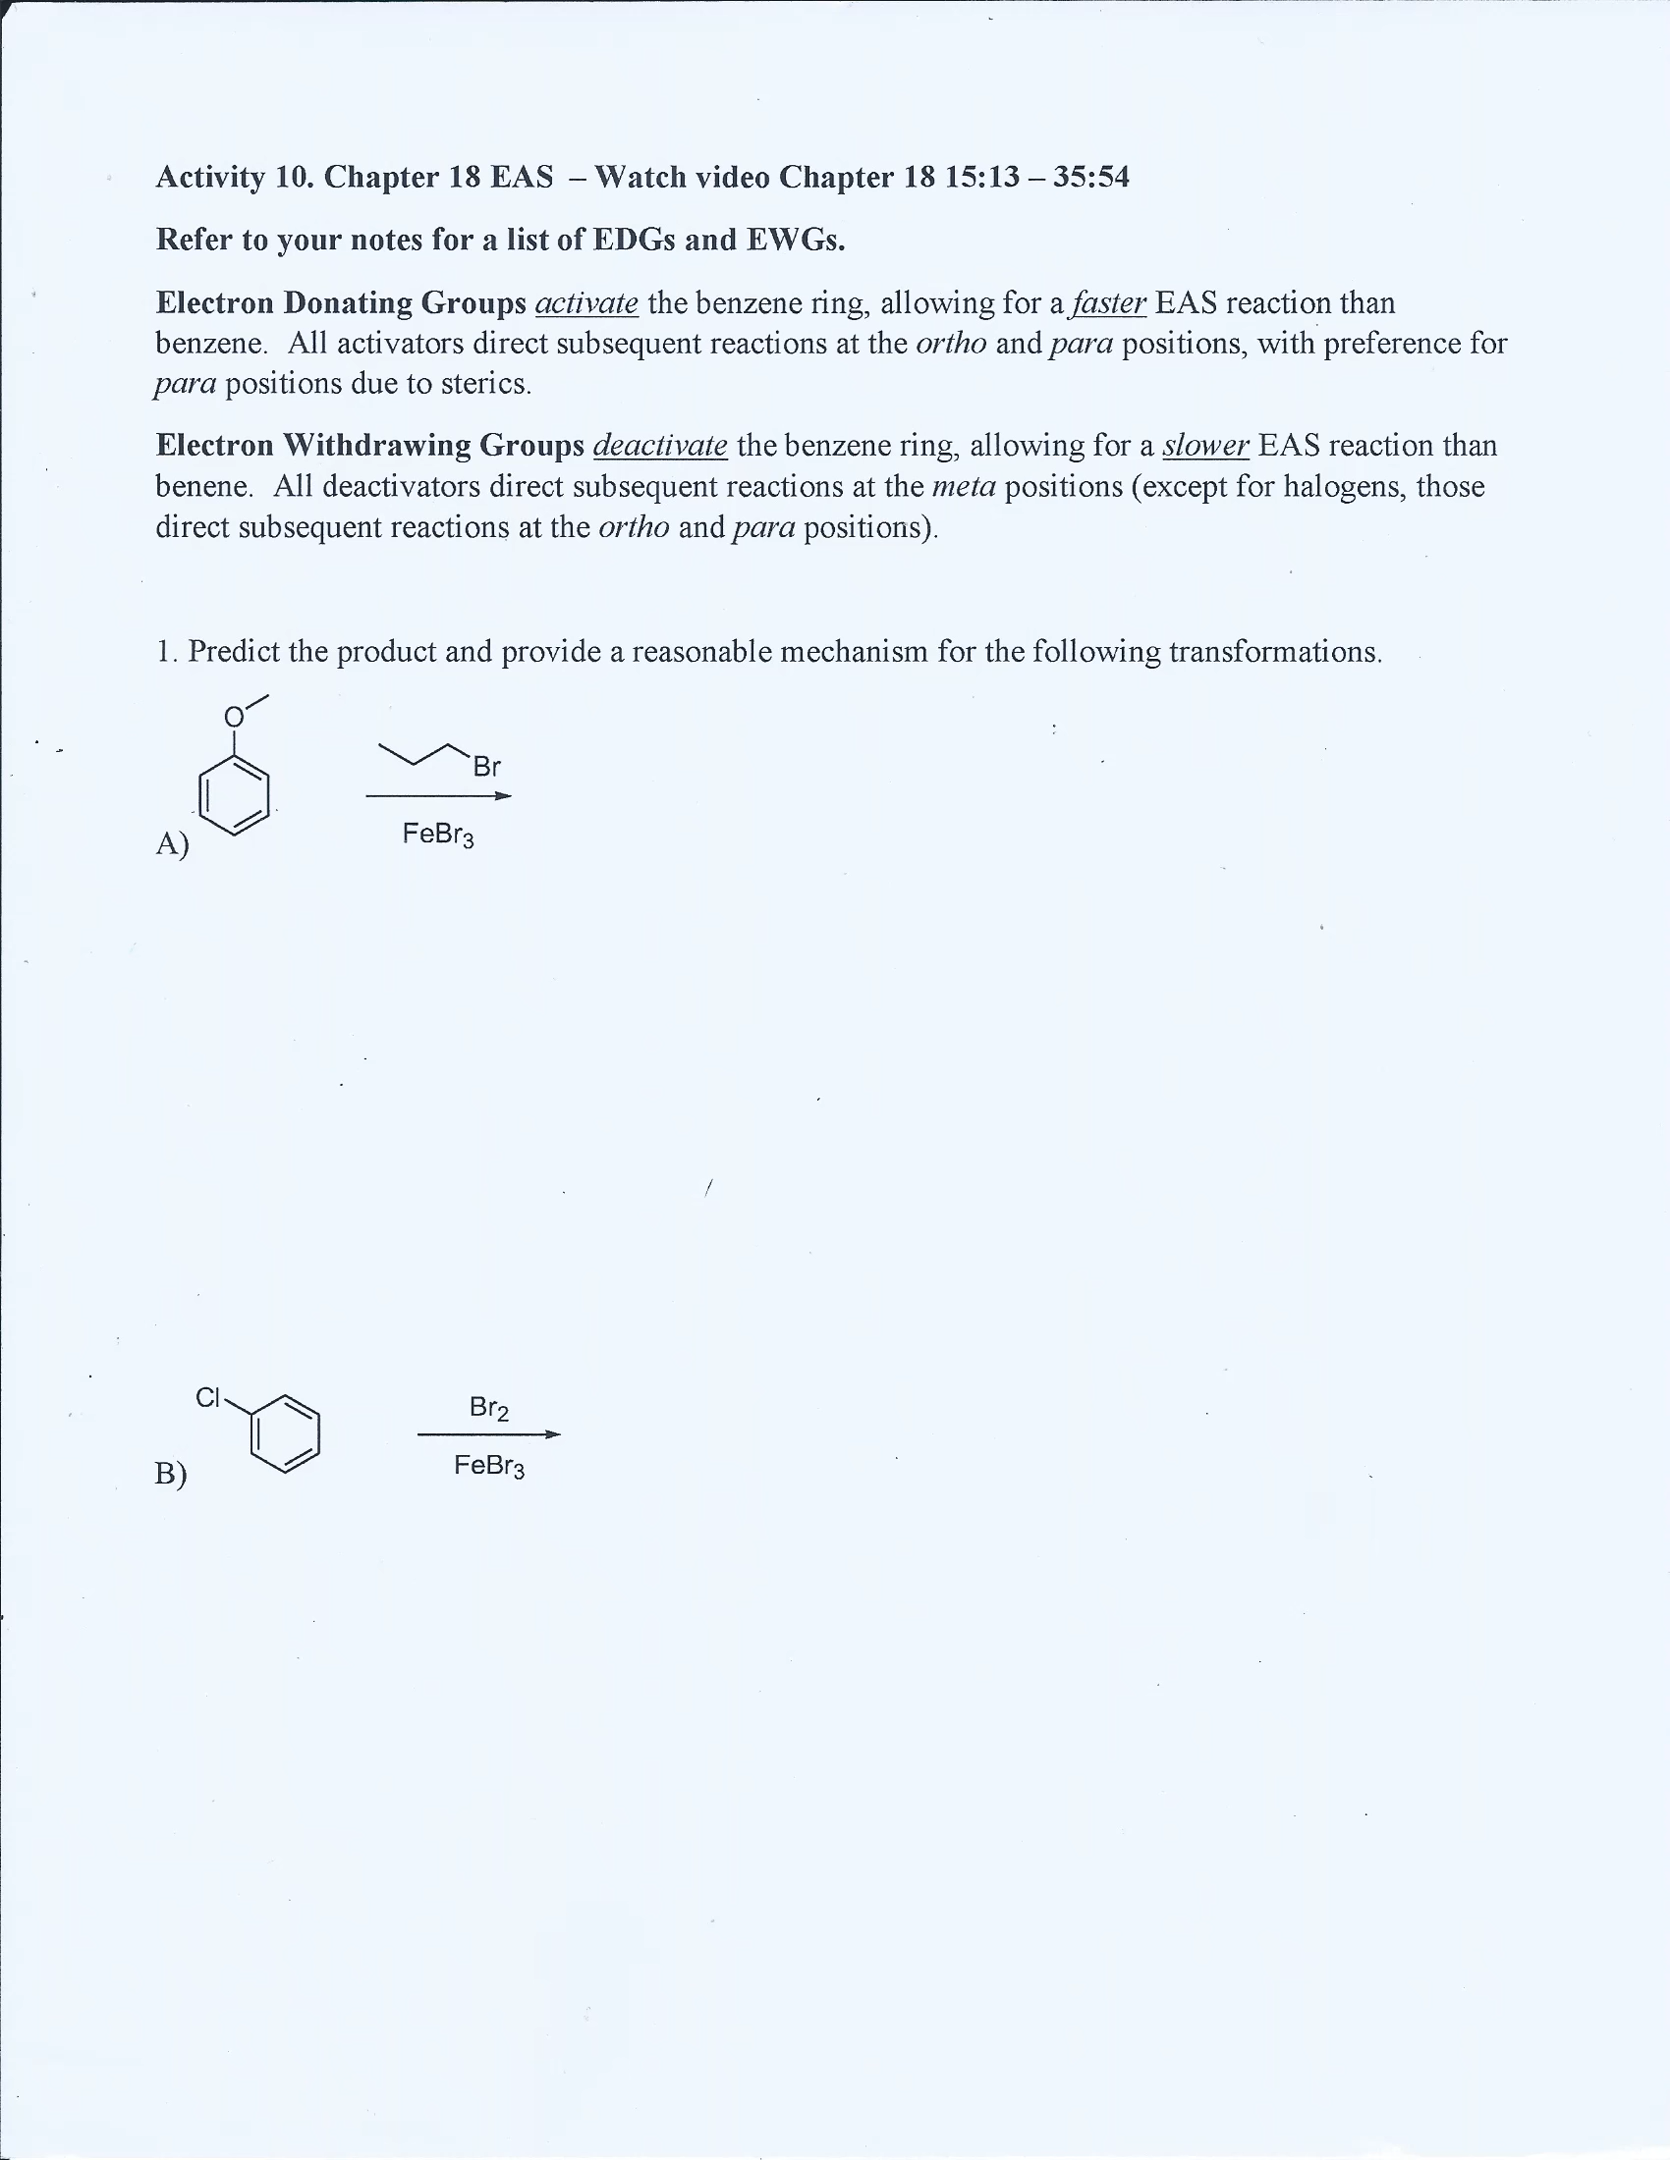 Activity 10. Chapter 18 EAS – Watch video Chapter 18 15:13 – 35:54
Refer to your notes for a list of EDGs and EWGs.
Electron Donating Groups activate the benzene ring, allowing for a faster EAS reaction than
benzene. All activators direct subsequent reactions at the ortho and para positions, with preference for
para positions due to sterics.
Electron Withdrawing Groups deactivate the benzene ring, allowing for a slower EAS reaction than
benene. All deactivators direct subsequent reactions at the meta positions (except for halogens, those
direct subsequent reactions at the ortho and para positions).
1. Predict the product and provide a reasonable mechanism for the following transformations.
O
Br
FeBr3
A)
Cl
Br2
FeBr3
B)